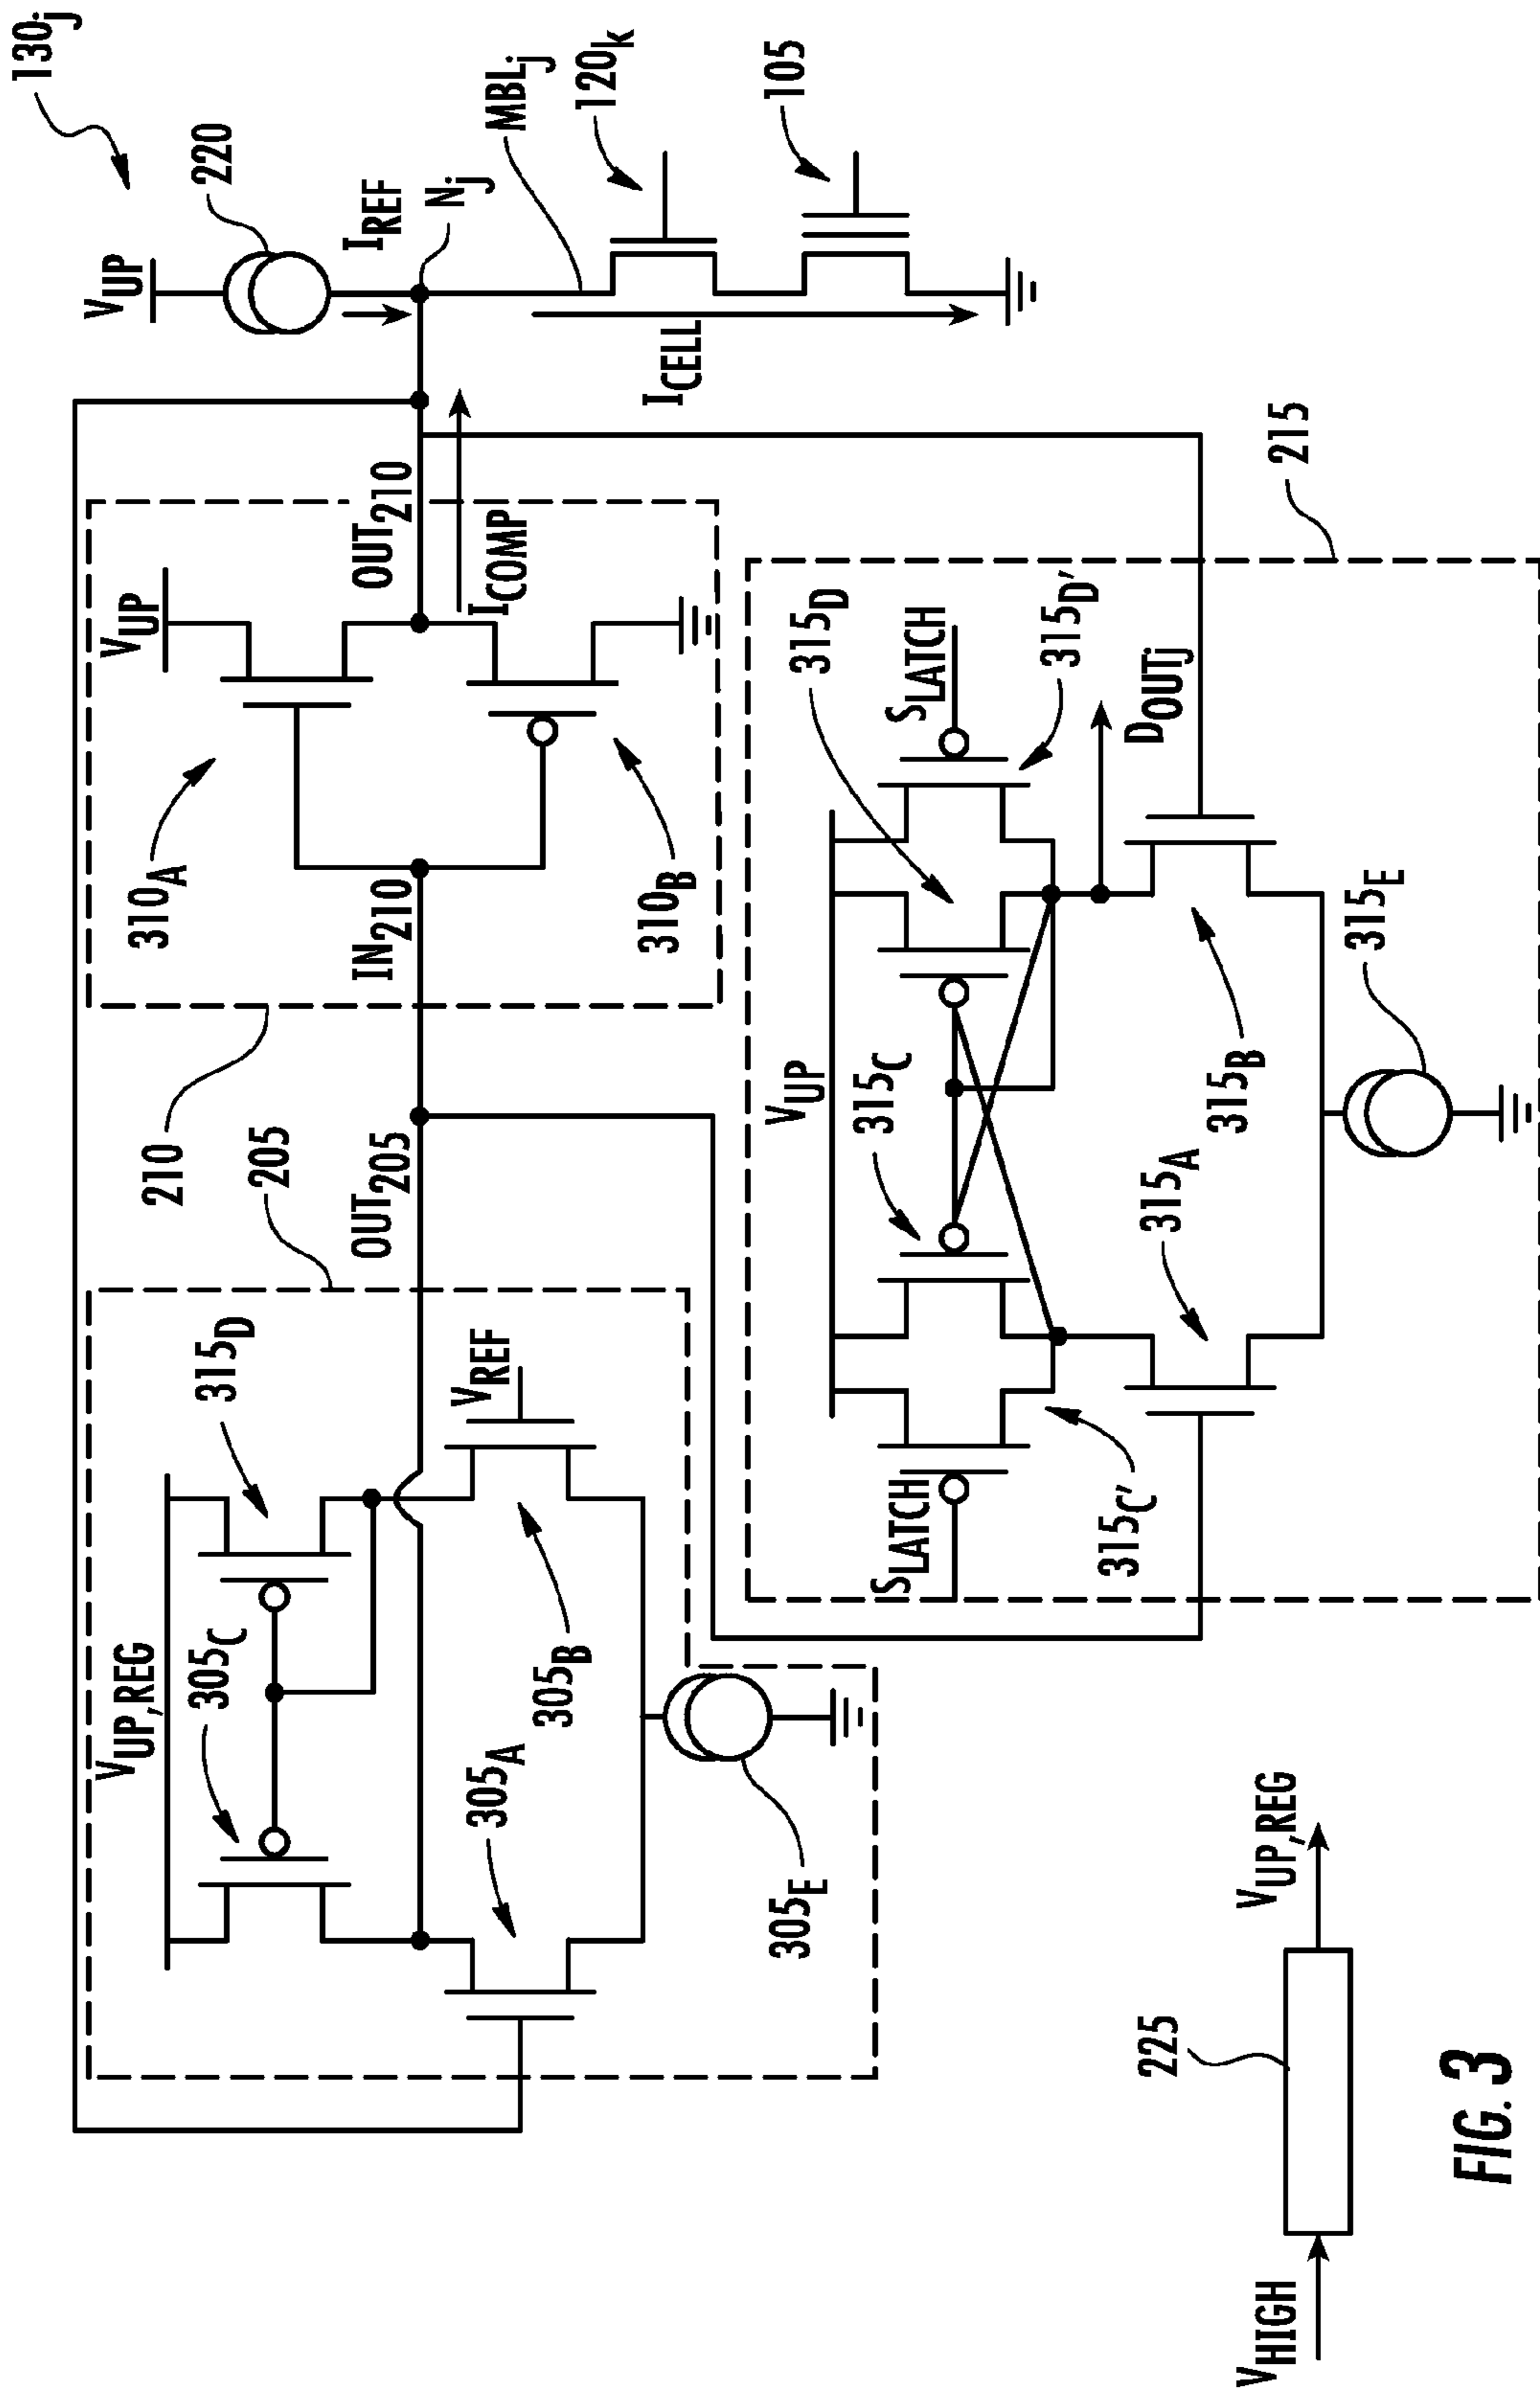 130j
VUP
220
IREF
Nj
MBLj
120k
105
ICELL
VUP
OUT210
ICOMP
310A
310B
IN210
210
205
OUT205
315D
VREF
VUP,REG
305C
305B
305A
305E
215
315D
SLATCH
315D'
DOUTj
VUP
315C
315B
315E
315A
SLATCH
315C'
225
VHIGH
VUP,REG
FIG. 3